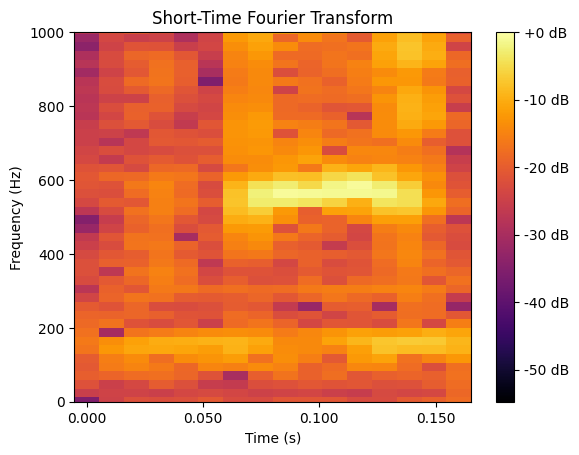 Short-Time Fourier Transform
1000
800
600
400
200
0
Frequency (Hz)
0.000
0.050
0.100
0.150
Time (s)
+0 dB
-10 dB
-20 dB
-30 dB
-40 dB
-50 dB